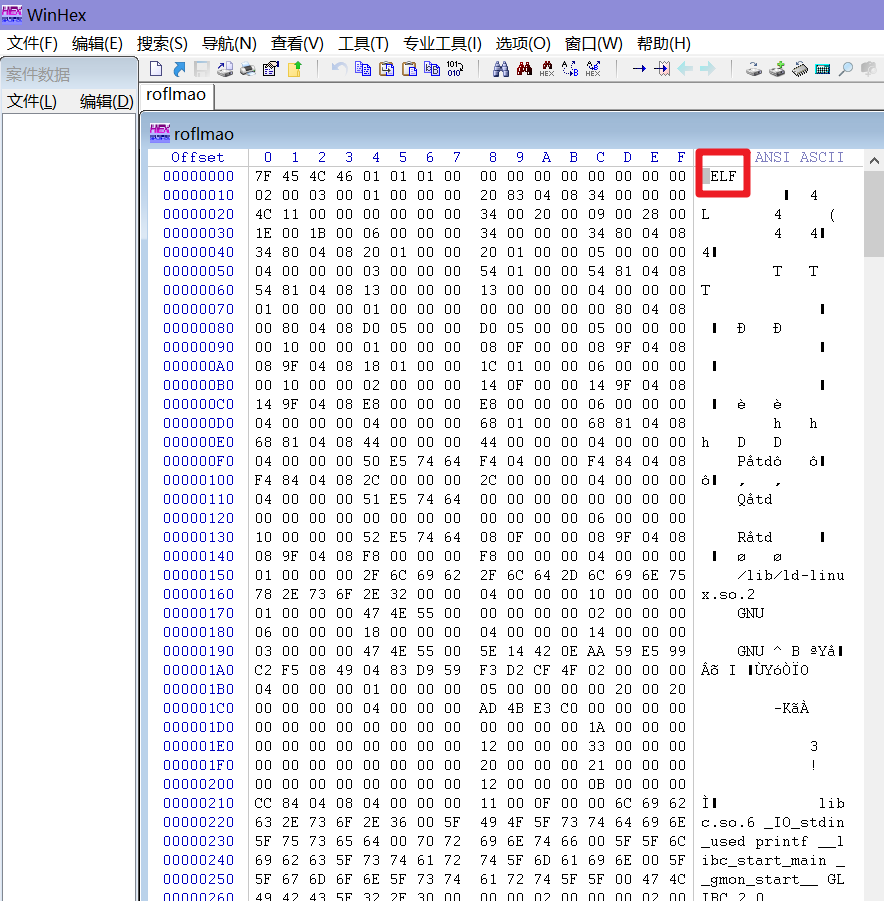 WinHex
文件(F) 编辑(E) 搜索(S) 导航(N) 查看(V) 工具(T) 专业工具(I) 选项(O) 窗口(W) 帮助(H)
案件数据
文件(L) 编辑(D)
roflmao
roflmao
Offset 0 1 2 3 4 5 6 7 8 9 A B C D E F ANSI ASCII
00000000 7F 45 4C 46 01 01 01 00 00 00 00 00 00 00 00 00 ELF
00000010 02 00 03 00 01 00 00 00 20 83 04 08 34 00 00 00 4
00000020 4C 11 00 00 00 00 00 00 34 00 20 00 09 00 28 00 L 4 (
00000030 1E 00 1B 00 06 00 00 00 34 00 00 00 34 80 04 08 4 4
00000040 34 80 04 08 20 01 00 00 20 01 00 00 05 00 00 00 4
00000050 04 00 00 00 03 00 00 00 54 01 00 00 54 81 04 08 T T
00000060 54 81 04 08 13 00 00 00 13 00 00 00 04 00 00 00 T
00000070 01 00 00 00 01 00 00 00 00 00 00 00 00 80 04 08
00000080 00 80 04 08 D0 05 00 00 D0 05 00 00 05 00 00 00 Ð Ð
00000090 00 10 00 00 01 00 00 00 08 0F 00 00 08 9F 04 08
000000A0 08 9F 04 08 18 01 00 00 1C 01 00 00 06 00 00 00
000000B0 00 10 00 00 02 00 00 00 14 0F 00 00 14 9F 04 08
000000C0 14 9F 04 08 E8 00 00 00 E8 00 00 00 06 00 00 00 è è
000000D0 04 00 00 00 04 00 00 00 68 01 00 00 68 81 04 08 h h
000000E0 68 81 04 08 44 00 00 00 44 00 00 00 04 00 00 00 h D D
000000F0 04 00 00 00 50 E5 74 64 F4 04 00 00 F4 84 04 08 Påtdô ô
00000100 F4 84 04 08 2C 00 00 00 2C 00 00 00 04 00 00 00 ô , ,
00000110 04 00 00 00 51 E5 74 64 00 00 00 00 00 00 00 00 Qåtd
00000120 00 00 00 00 00 00 00 00 00 00 00 00 06 00 00 00
00000130 10 00 00 00 52 E5 74 64 08 0F 00 00 08 9F 04 08 Råtd
00000140 08 9F 04 08 F8 00 00 00 F8 00 00 00 04 00 00 00 ø ø
00000150 01 00 00 00 2F 6C 69 62 2F 6C 64 2D 6C 69 6E 75 /lib/ld-linu
00000160 78 2E 73 6F 2E 32 00 00 04 00 00 00 10 00 00 00 x.so.2
00000170 01 00 00 00 47 4E 55 00 00 00 00 00 02 00 00 00 GNU
00000180 06 00 00 00 18 00 00 00 04 00 00 00 14 00 00 00
00000190 03 00 00 00 47 4E 55 00 5E 14 42 0E AA 59 E5 99 GNU ^ B ªYå
000001A0 C2 F5 08 49 04 83 D9 59 F3 D2 CF 4F 02 00 00 00 Âõ I ÙYóÒÏO
000001B0 04 00 00 00 01 00 00 00 05 00 00 00 00 20 00 20
000001C0 00 00 00 00 04 00 00 00 AD 4B E3 C0 00 00 00 00 -KãÀ
000001D0 00 00 00 00 00 00 00 00 00 00 00 00 1A 00 00 00
000001E0 00 00 00 00 00 00 00 00 12 00 00 00 33 00 00 00 3
000001F0 00 00 00 00 00 00 00 00 20 00 00 00 21 00 00 00 !
00000200 00 00 00 00 00 00 00 00 12 00 00 00 0B 00 00 00
00000210 CC 84 04 08 04 00 00 00 11 00 0F 00 00 6C 69 62 Ì lib
00000220 63 2E 73 6F 2E 36 00 5F 49 4F 5F 73 74 64 69 6E c.so.6 _IO_stdin
00000230 5F 75 73 65 64 00 70 72 69 6E 74 66 00 5F 5F 6C _used printf __l
00000240 69 62 63 5F 73 74 61 72 74 5F 6D 61 69 6E 00 5F ibc_start_main _
00000250 5F 67 6D 6F 6E 5F 73 74 61 72 74 5F 5F 00 47 4C _gmon_start__ GL
00000260 49 42 43 5F 32 2E 30 00 00 00 02 00 00 00 02 00 IBC_2.0